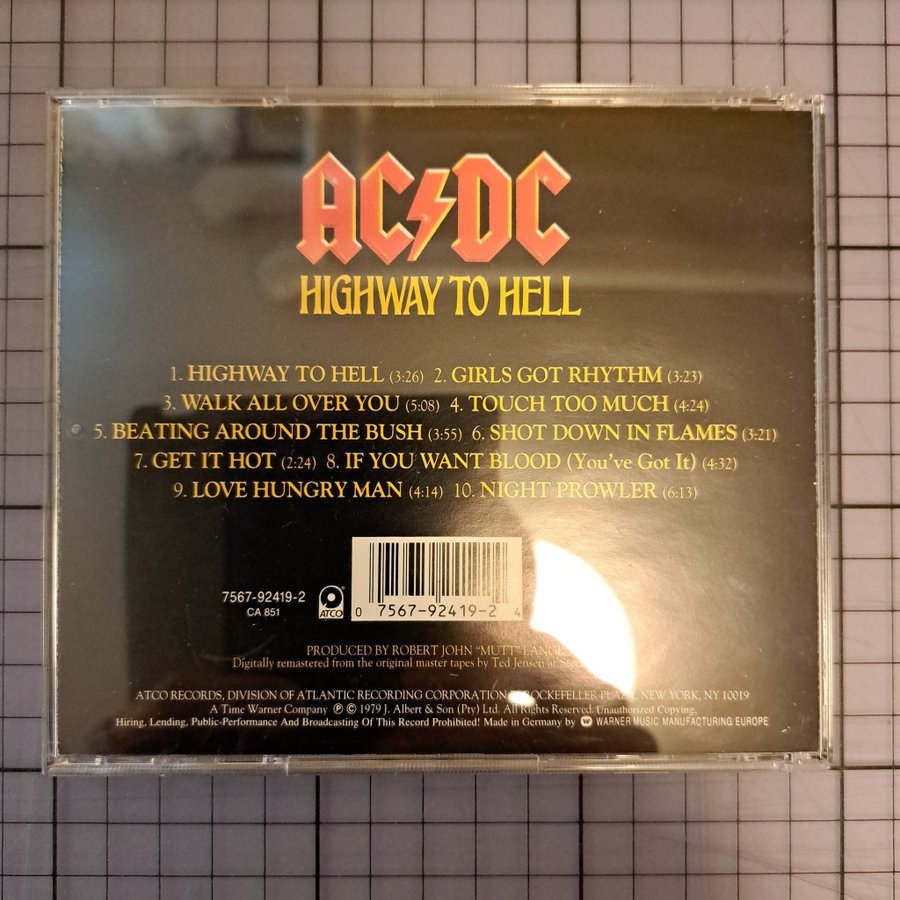 AC⚡DC
HIGHWAY TO HELL
1. HIGHWAY TO HELL (3:26) 2. GIRLS GOT RHYTHM (3:23)
3. WALK ALL OVER YOU (5:08) 4. TOUCH TOO MUCH (4:24)
5. BEATING AROUND THE BUSH (3:55) 6. SHOT DOWN IN FLAMES (3:21)
7. GET IT HOT (2:24) 8. IF YOU WANT BLOOD (You've Got It) (4:32)
9. LOVE HUNGRY MAN (4:14) 10. NIGHT PROWLER (6:13)
7567-92419-2
CA 851
ATCO
0 7567-92419-2 4
PRODUCED BY ROBERT JOHN "MUTT" LANGE
Digitally remastered from the original master tapes by Ted Jensen at
ATCO RECORDS, DIVISION OF ATLANTIC RECORDING CORPORATION ROCKEFELLER PLAZA, NEW YORK, NY 10019
A Time Warner Company ℗ © 1979 J. Albert & Son (Pty) Ltd. All Rights Reserved. Unauthorized Copying,
Hiring, Lending, Public-Performance And Broadcasting Of This Record Prohibited! Made in Germany by WARNER MUSIC MANUFACTURING EUROPE